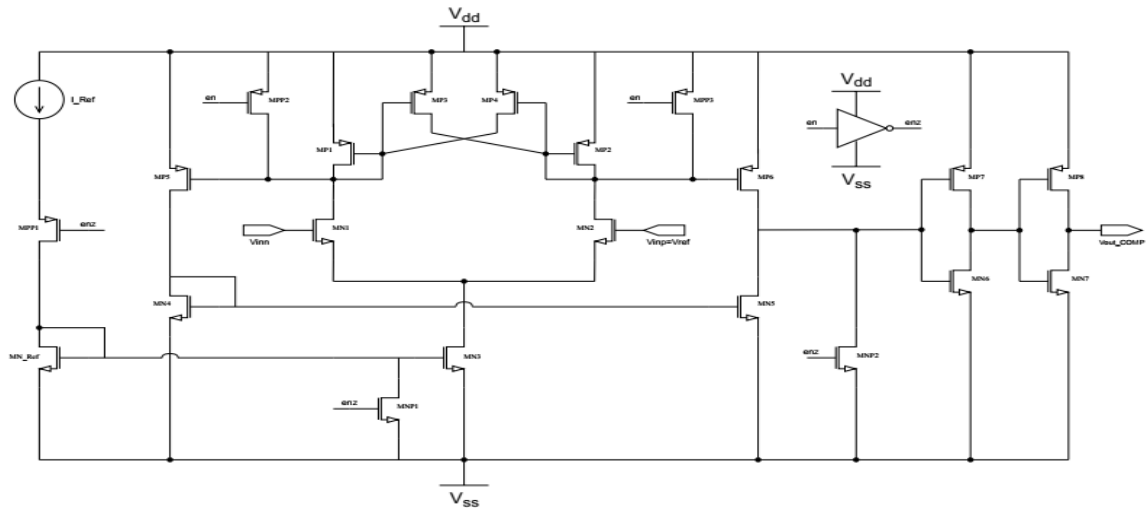 Vdd
I_Ref
en
MPP2
MP3
MP4
en
MPP3
Vdd
en
enz
Vss
MP1
MP2
MP5
MP6
MP7
MP8
MPP1
enz
Vinn
MN1
MN2
Vinp=Vref
Vout_COMP
MN4
MN5
MN6
MN7
MN_Ref
MN3
enz
MNP2
enz
MNP1
Vss